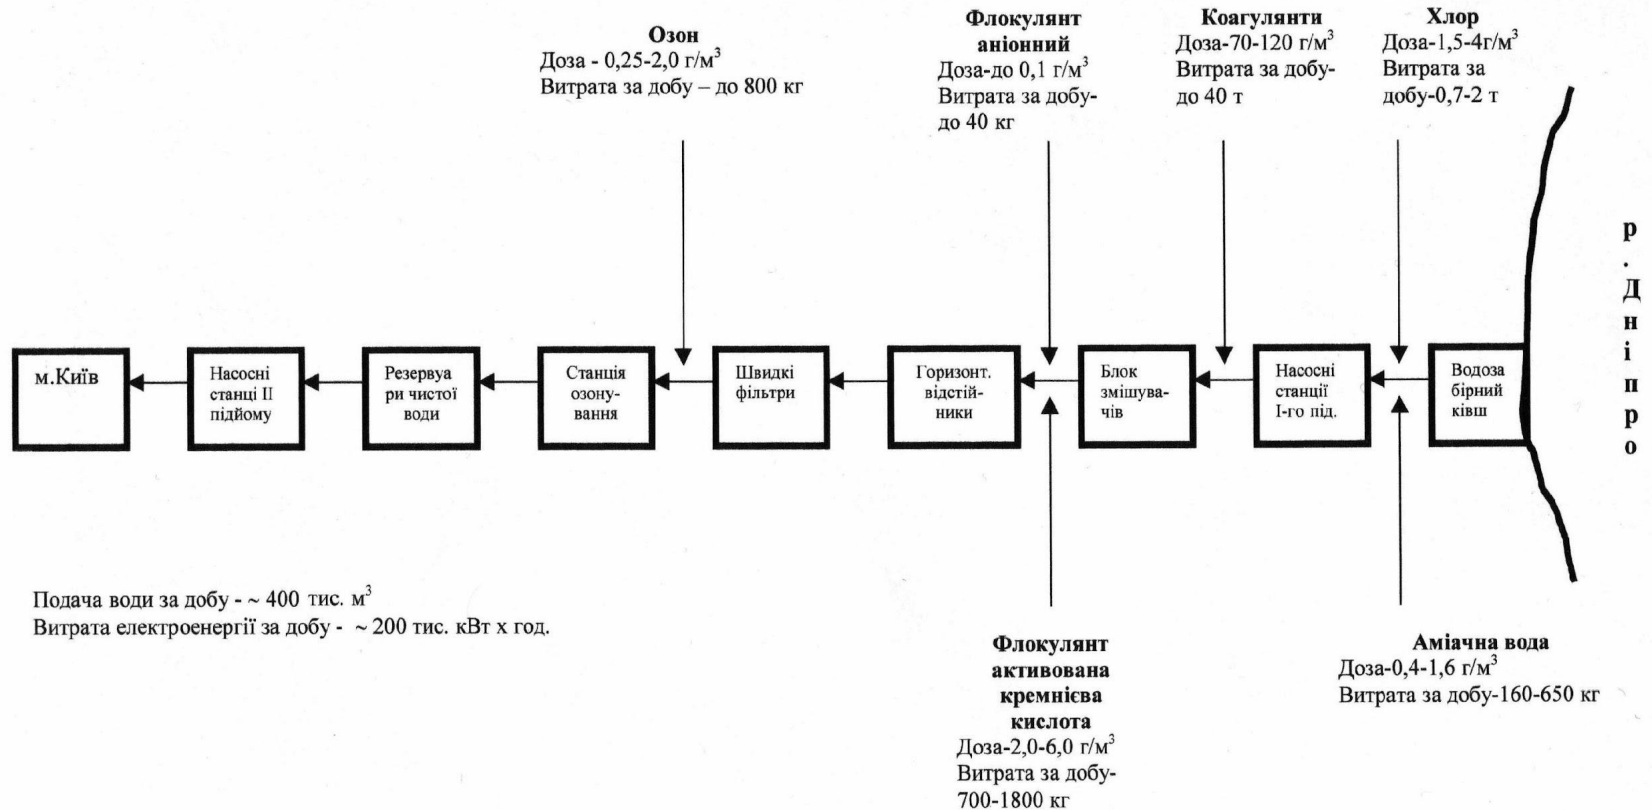 Озон
Доза - 0,25-2,0 г/м³
Витрата за добу – до 800 кг
Флокулянт
аніонний
Доза-до 0,1 г/м³
Витрата за добу-
до 40 кг
Коагулянти
Доза-70-120 г/м³
Витрата за добу-
до 40 т
Хлор
Доза-1,5-4г/м³
Витрата за
добу-0,7-2 т
р
.
Д
н
і
п
р
о
м.Київ
Насосні
станці II
підйому
Резервуа
ри чистої
води
Станція
озону-
вання
Швидкі
фільтри
Горизонт.
відстій-
ники
Блок
змішува-
чів
Насосні
станції
І-го під.
Водоза
бірний
ківш
Подача води за добу - ~ 400 тис. м³
Витрата електроенергії за добу - ~ 200 тис. кВт х год.
Флокулянт
активована
кремнієва
кислота
Доза-2,0-6,0 г/м³
Витрата за добу-
700-1800 кг
Аміачна вода
Доза-0,4-1,6 г/м³
Витрата за добу-160-650 кг